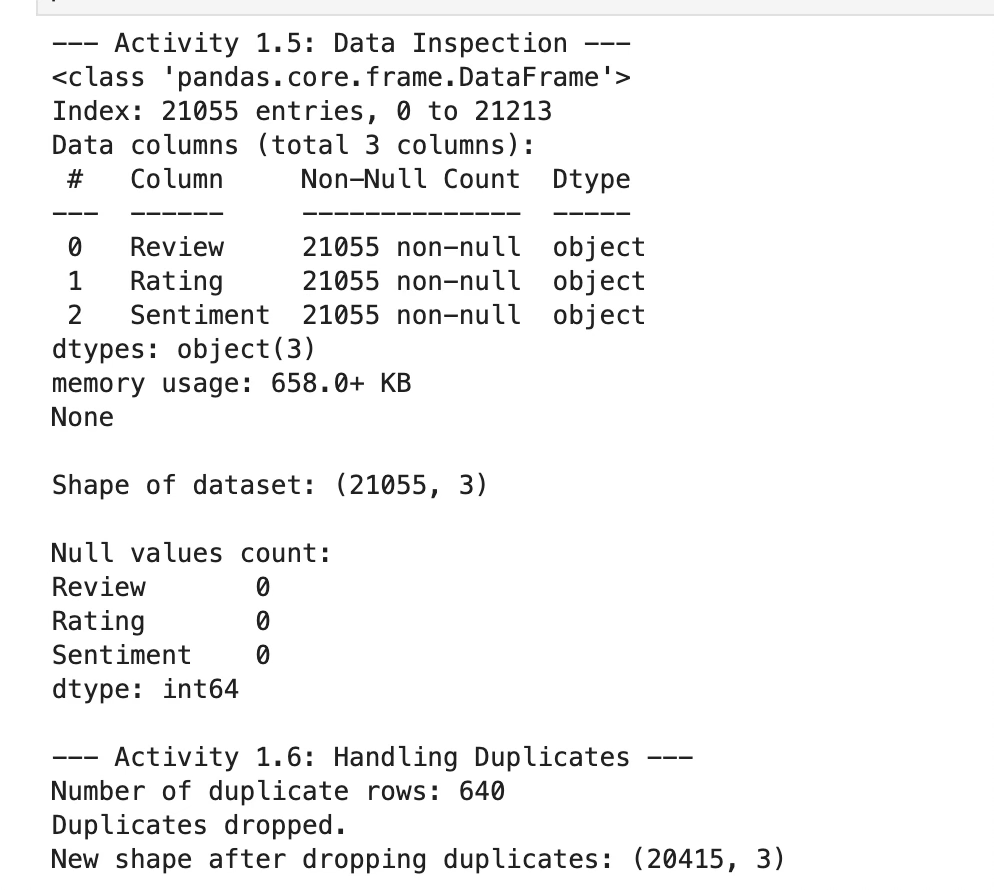 --- Activity 1.5: Data Inspection ---
<class 'pandas.core.frame.DataFrame'>
Index: 21055 entries, 0 to 21213
Data columns (total 3 columns):
 #   Column     Non-Null Count  Dtype
---  ------     --------------  -----
 0   Review     21055 non-null  object
 1   Rating     21055 non-null  object
 2   Sentiment  21055 non-null  object
dtypes: object(3)
memory usage: 658.0+ KB
None

Shape of dataset: (21055, 3)

Null values count:
Review       0
Rating       0
Sentiment    0
dtype: int64

--- Activity 1.6: Handling Duplicates ---
Number of duplicate rows: 640
Duplicates dropped.
New shape after dropping duplicates: (20415, 3)